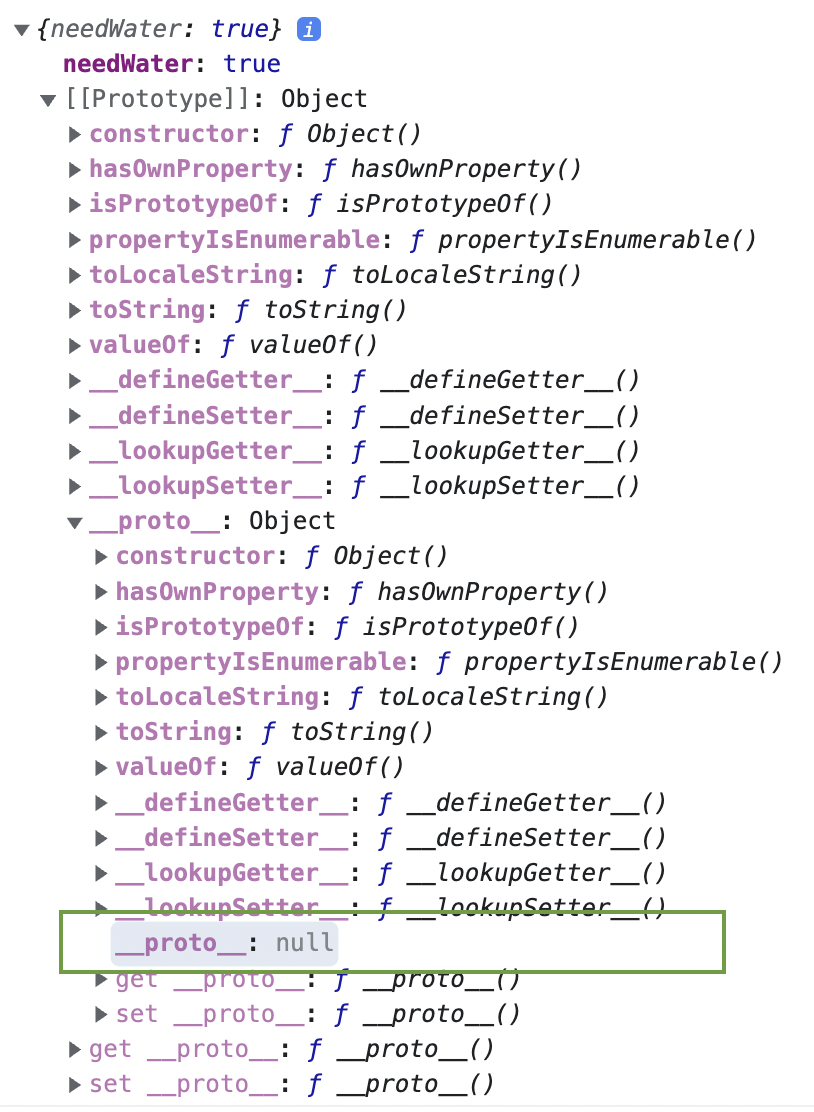 {needWater: true} i
needWater: true
[[Prototype]]: Object
constructor: ƒ Object()
hasOwnProperty: ƒ hasOwnProperty()
isPrototypeOf: ƒ isPrototypeOf()
propertyIsEnumerable: ƒ propertyIsEnumerable()
toLocaleString: ƒ toLocaleString()
toString: ƒ toString()
valueOf: ƒ valueOf()
__defineGetter__: ƒ __defineGetter__()
__defineSetter__: ƒ __defineSetter__()
__lookupGetter__: ƒ __lookupGetter__()
__lookupSetter__: ƒ __lookupSetter__()
__proto__: Object
constructor: ƒ Object()
hasOwnProperty: ƒ hasOwnProperty()
isPrototypeOf: ƒ isPrototypeOf()
propertyIsEnumerable: ƒ propertyIsEnumerable()
toLocaleString: ƒ toLocaleString()
toString: ƒ toString()
valueOf: ƒ valueOf()
__defineGetter__: ƒ __defineGetter__()
__defineSetter__: ƒ __defineSetter__()
__lookupGetter__: ƒ __lookupGetter__()
__lookupSetter__: ƒ __lookupSetter__()
__proto__: null
get __proto__: ƒ __proto__()
set __proto__: ƒ __proto__()
get __proto__: ƒ __proto__()
set __proto__: ƒ __proto__()